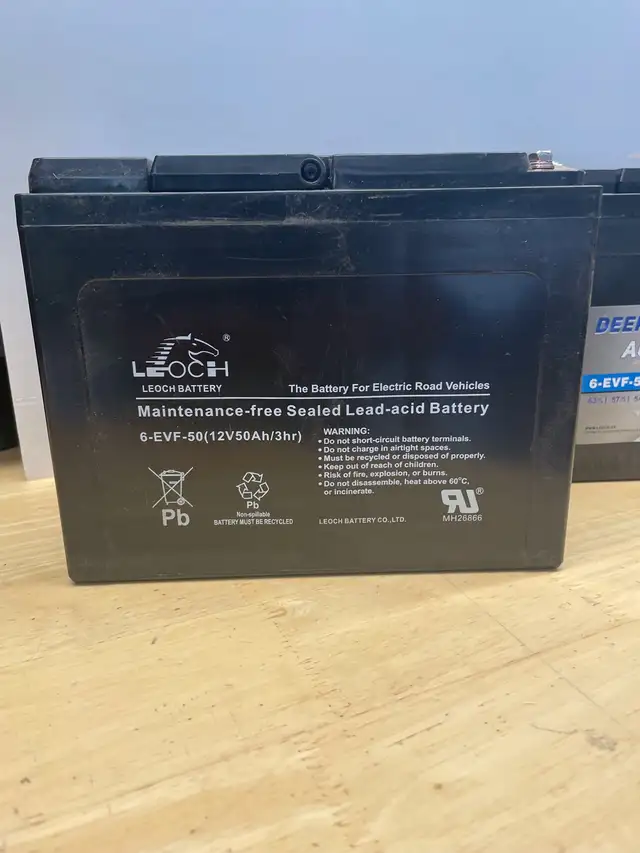 LEOCH®
LEOCH BATTERY
The Battery For Electric Road Vehicles
Maintenance-free Sealed Lead-acid Battery
6-EVF-50(12V50Ah/3hr)
WARNING:
• Do not short-circuit battery terminals.
• Do not charge in airtight spaces.
• Must be recycled or disposed of properly.
• Keep out of reach of children.
• Risk of fire, explosion, or burns.
• Do not disassemble, heat above 60°C,
or incinerate.
Pb
Pb
Non-spillable
BATTERY MUST BE RECYCLED
LEOCH BATTERY CO.,LTD.
RU®
MH26866
DEEP
6-EVF-5